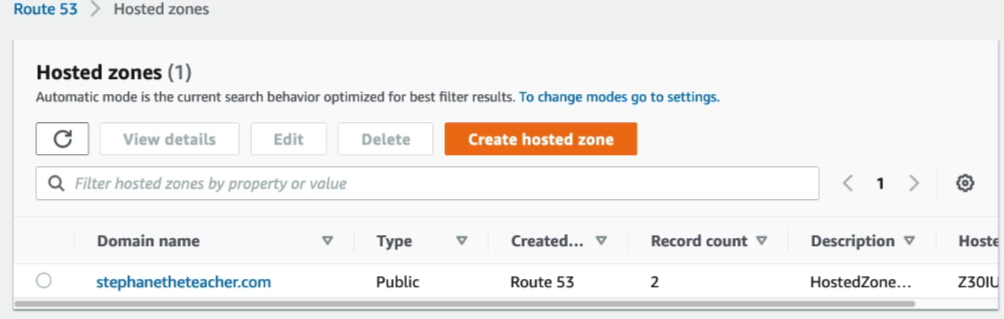 Route 53 > Hosted zones
Hosted zones (1)
Automatic mode is the current search behavior optimized for best filter results. To change modes go to settings.
View details Edit Delete Create hosted zone
Filter hosted zones by property or value 1
Domain name Type Created... Record count Description Hoste
stephanetheteacher.com Public Route 53 2 HostedZone... Z30IU